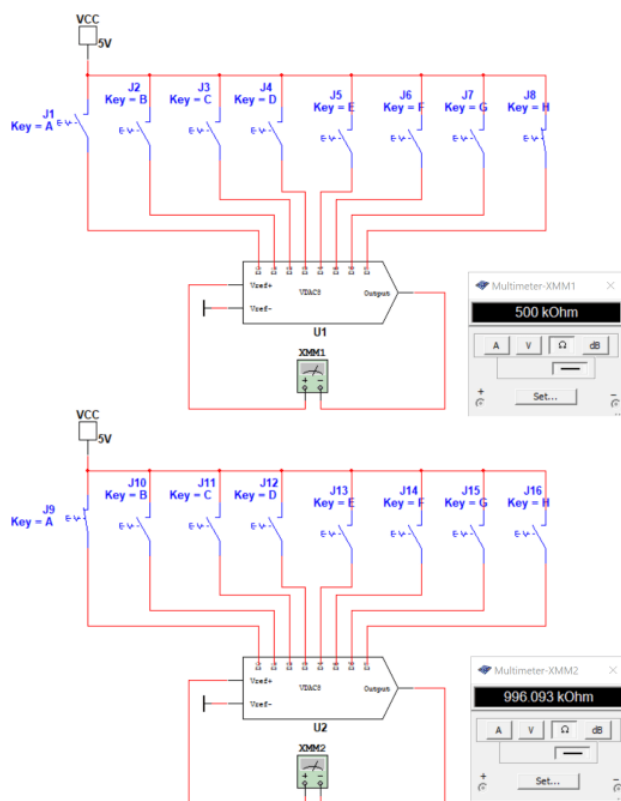 VCC
5V
J1
Key = A
J2
Key = B
J3
Key = C
J4
Key = D
J5
Key = E
J6
Key = F
J7
Key = G
J8
Key = H
Vref+
Vref-
VDAC8
Output
U1
XMM1
+ −
Multimeter-XMM1
500 kOhm
A V Ω dB
+ Set... −
VCC
5V
J9
Key = A
J10
Key = B
J11
Key = C
J12
Key = D
J13
Key = E
J14
Key = F
J15
Key = G
J16
Key = H
Vref+
Vref-
VDAC8
Output
U2
XMM2
+ −
Multimeter-XMM2
996.093 kOhm
A V Ω dB
+ Set... −